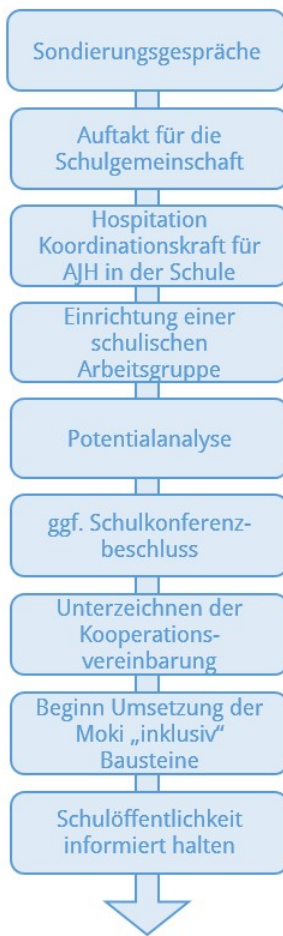 Sondierungsgespräche
Auftakt für die
Schulgemeinschaft
Hospitation
Koordinationskraft für
AJH in der Schule
Einrichtung einer
schulischen
Arbeitsgruppe
Potentialanalyse
ggf. Schulkonferenz-
beschluss
Unterzeichnen der
Kooperations-
vereinbarung
Beginn Umsetzung der
Moki „inklusiv“
Bausteine
Schulöffentlichkeit
informiert halten